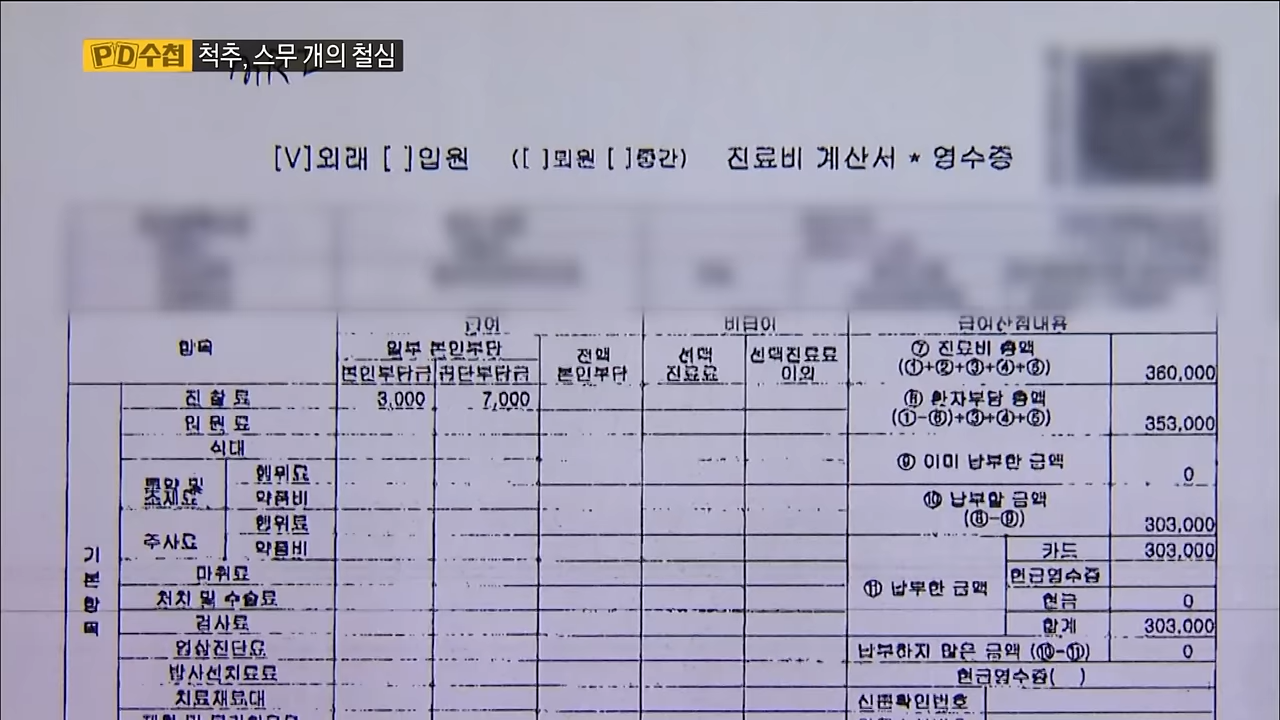 PD수첩 척추, 스무 개의 철심
[V]외래 [ ]입원 ([ ]퇴원 [ ]중간) 진료비 계산서 * 영수증
급여 비급여 급여산정내용
항목 일부 본인부담 전액 본인부담 선택 진료료 선택진료료 이외
본인부담금 공단부담금
⑦ 진료비 총액 (①+②+③+④+⑤) 360,000
진찰료 3,000 7,000
⑧ 환자부담 총액 (①-⑥)+③+④+⑤) 353,000
입원료
식대
⑨ 이미 납부한 금액 0
투약 및 조제료 행위료
약품비
⑩ 납부할 금액 (⑧-⑨) 303,000
주사료 행위료
약품비
카드 303,000
기본항목
마취료
⑪ 납부한 금액 현금영수증
처치 및 수술료
현금 0
검사료
합계 303,000
영상진단료
납부하지 않은 금액 (⑩-⑪) 0
방사선치료료
현금영수증( )
치료재료대
신분확인번호